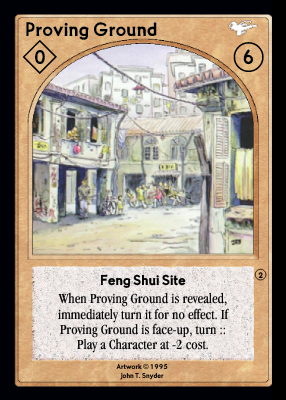 Proving Ground
0
6
Feng Shui Site
2
When Proving Ground is revealed,
immediately turn it for no effect. If
Proving Ground is face-up, turn ::
Play a Character at -2 cost.
Artwork © 1995
John T. Snyder